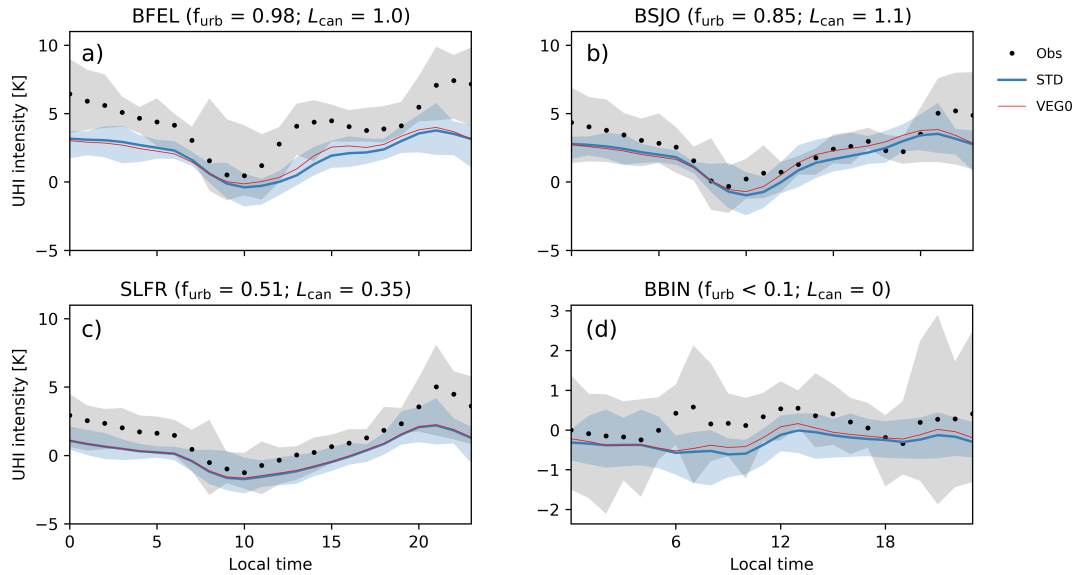 BFEL (f_urb = 0.98; L_can = 1.0)
BSJO (f_urb = 0.85; L_can = 1.1)
10
5
0
−5
UHI intensity [K]
a)
10
5
0
−5
b)
Obs
STD
VEG0
SLFR (f_urb = 0.51; L_can = 0.35)
BBIN (f_urb < 0.1; L_can = 0)
10
5
0
−5
UHI intensity [K]
c)
0 5 10 15 20
Local time
3
2
1
0
−1
−2
(d)
6 12 18
Local time